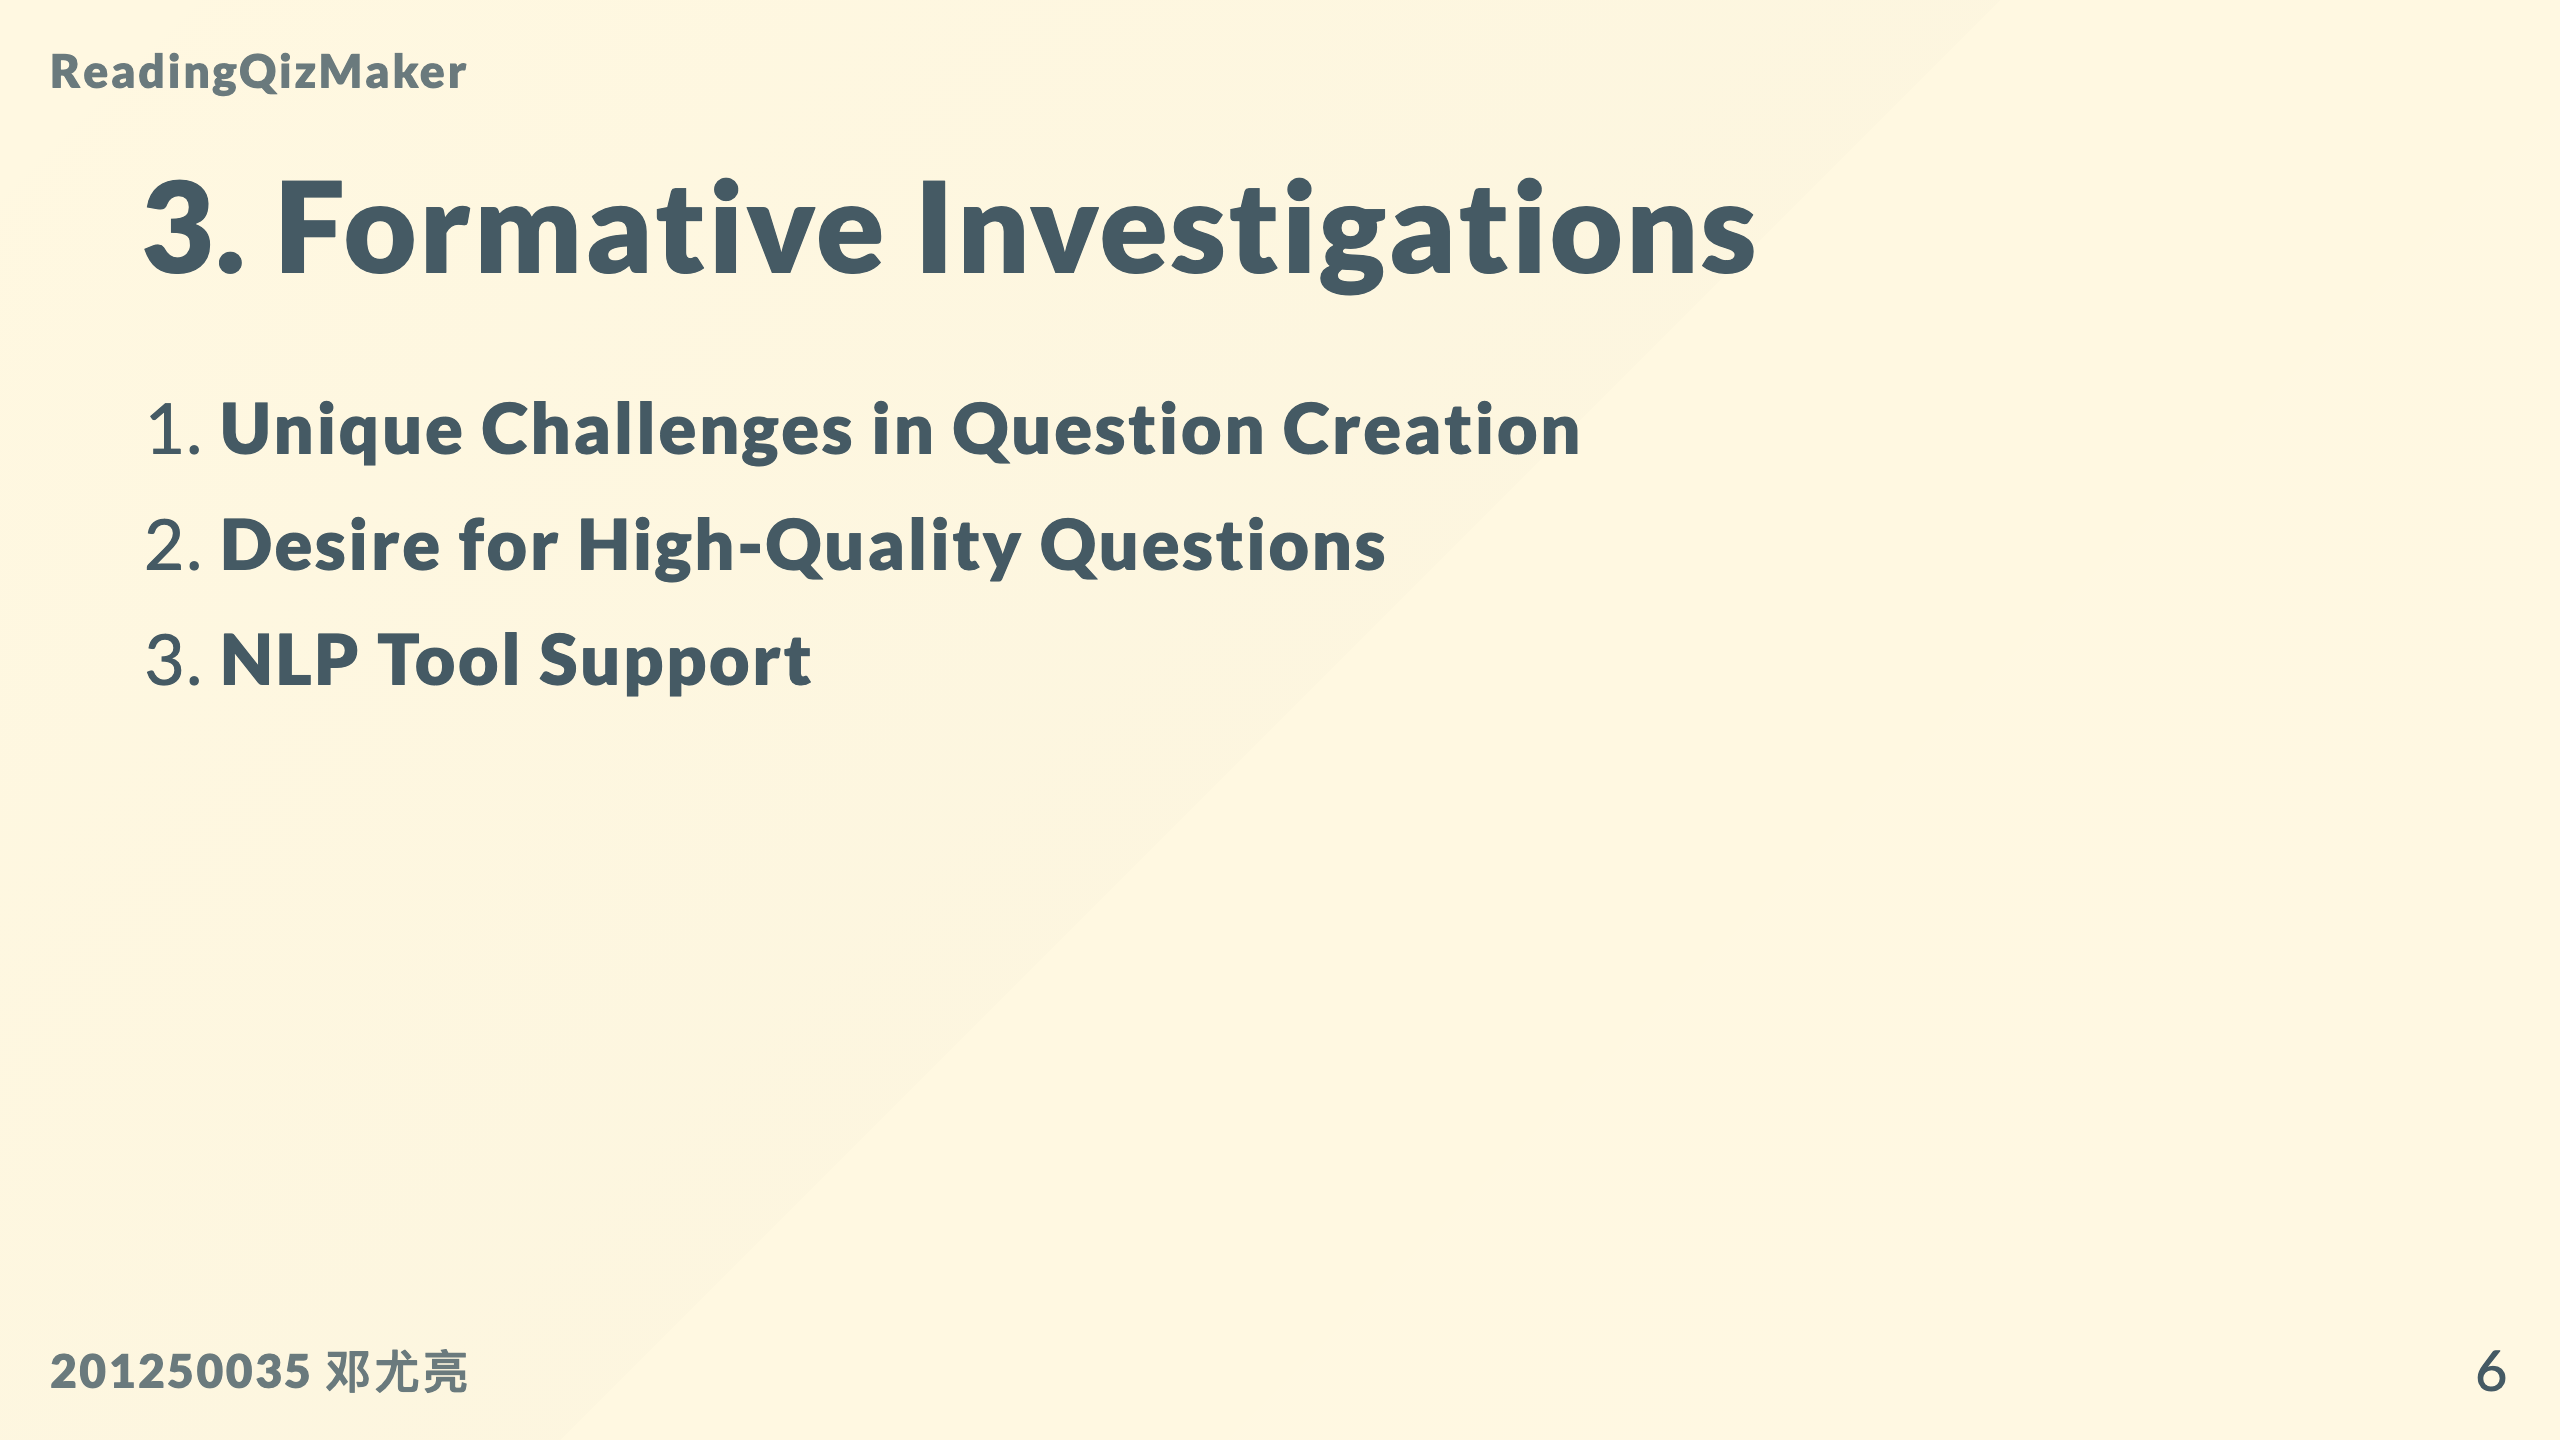 ReadingQizMaker
3. Formative Investigations
1. Unique Challenges in Question Creation
2. Desire for High-Quality Questions
3. NLP Tool Support
201250035 邓尤亮
6